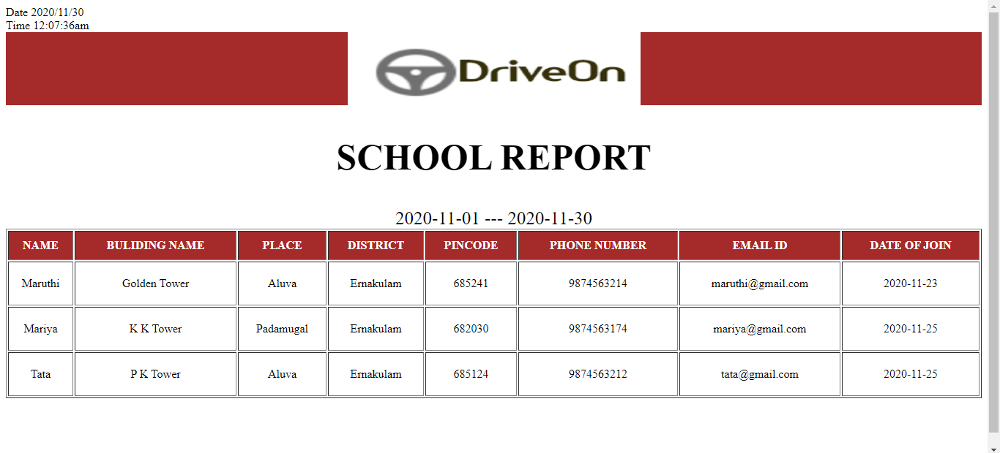 Date 2020/11/30
Time 12:07:36am
DriveOn
SCHOOL REPORT
2020-11-01 --- 2020-11-30
NAME BULIDING NAME PLACE DISTRICT PINCODE PHONE NUMBER EMAIL ID DATE OF JOIN
Maruthi Golden Tower Aluva Ernakulam 685241 9874563214 maruthi@gmail.com 2020-11-23
Mariya K K Tower Padamugal Ernakulam 682030 9874563174 mariya@gmail.com 2020-11-25
Tata P K Tower Aluva Ernakulam 685124 9874563212 tata@gmail.com 2020-11-25